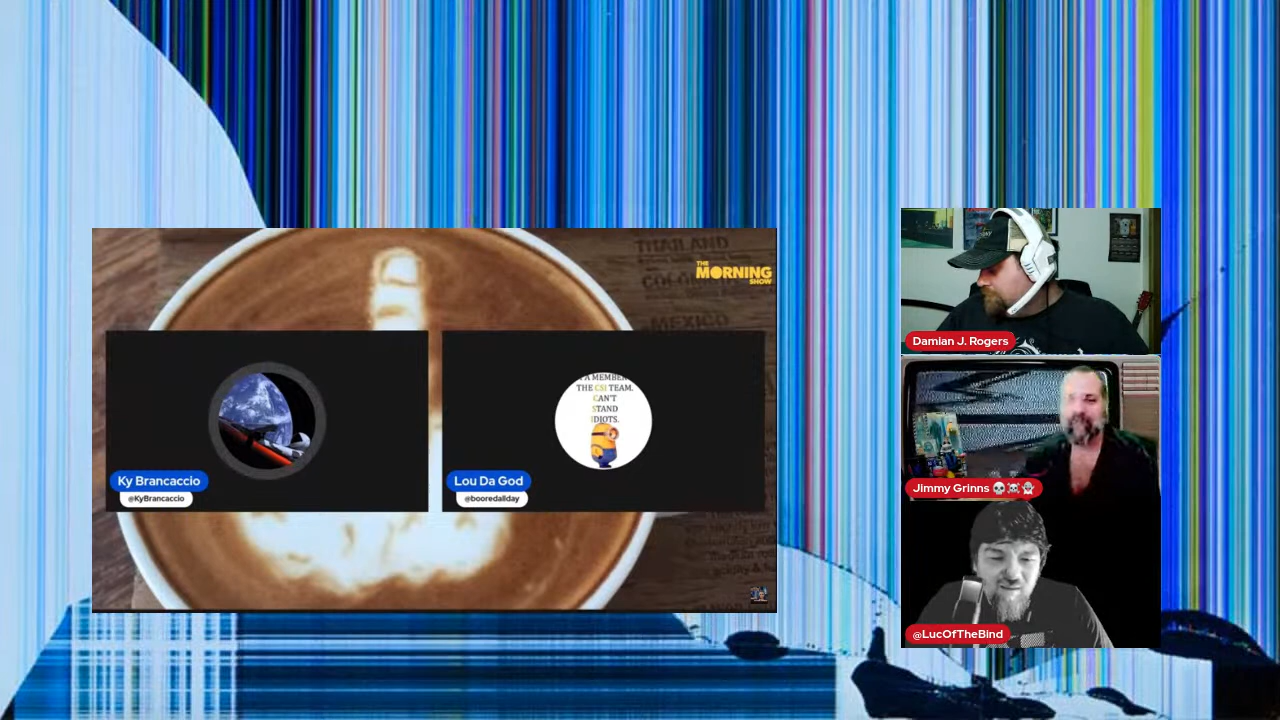 THAILAND
MEXICO
THE
MORNING
SHOW
A MEMBER
THE CSI TEAM.
CAN'T
STAND
IDIOTS.
Ky Brancaccio
@KyBrancaccio
Lou Da God
@booredallday
Damian J. Rogers
Jimmy Grinns 💀☠️👻
@LucOfTheBind